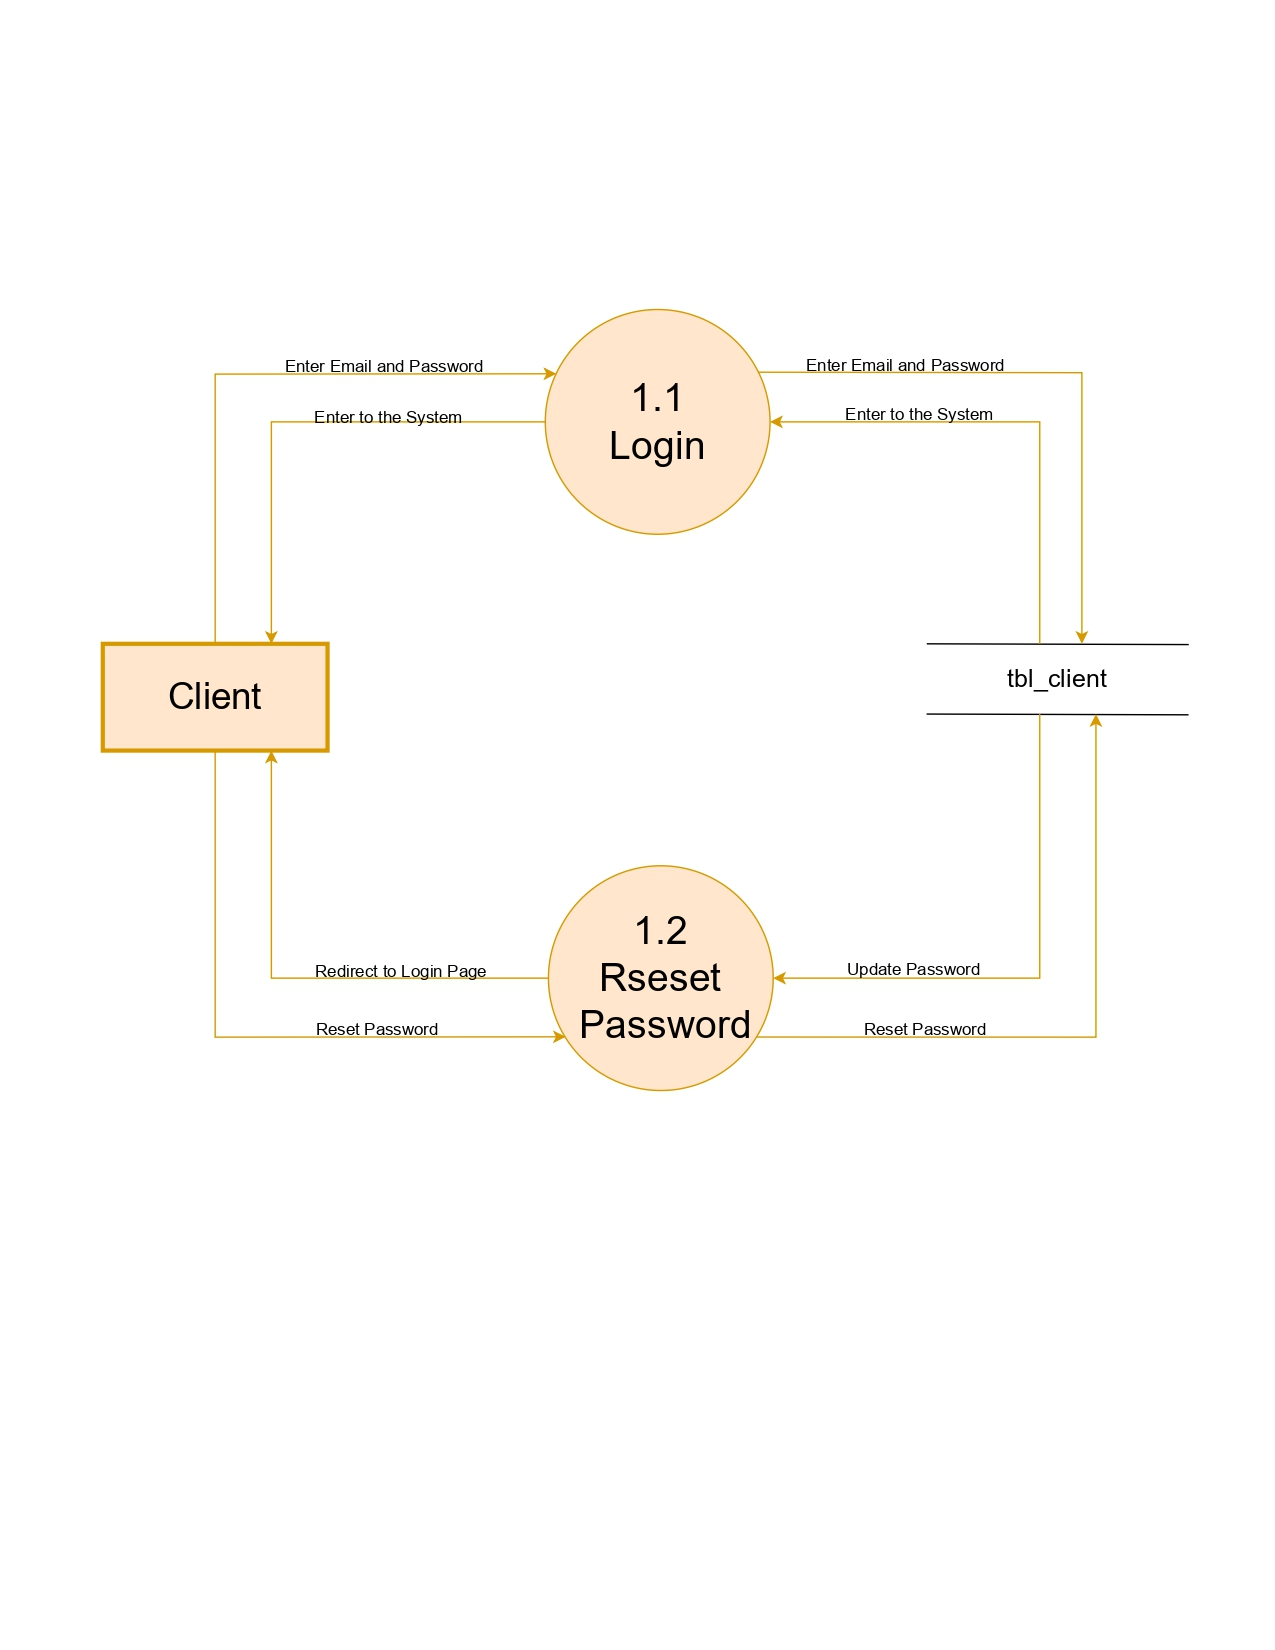 Enter Email and Password
Enter Email and Password
Enter to the System
Enter to the System
1.1
Login
Client
tbl_client
1.2
Rseset
Password
Redirect to Login Page
Update Password
Reset Password
Reset Password